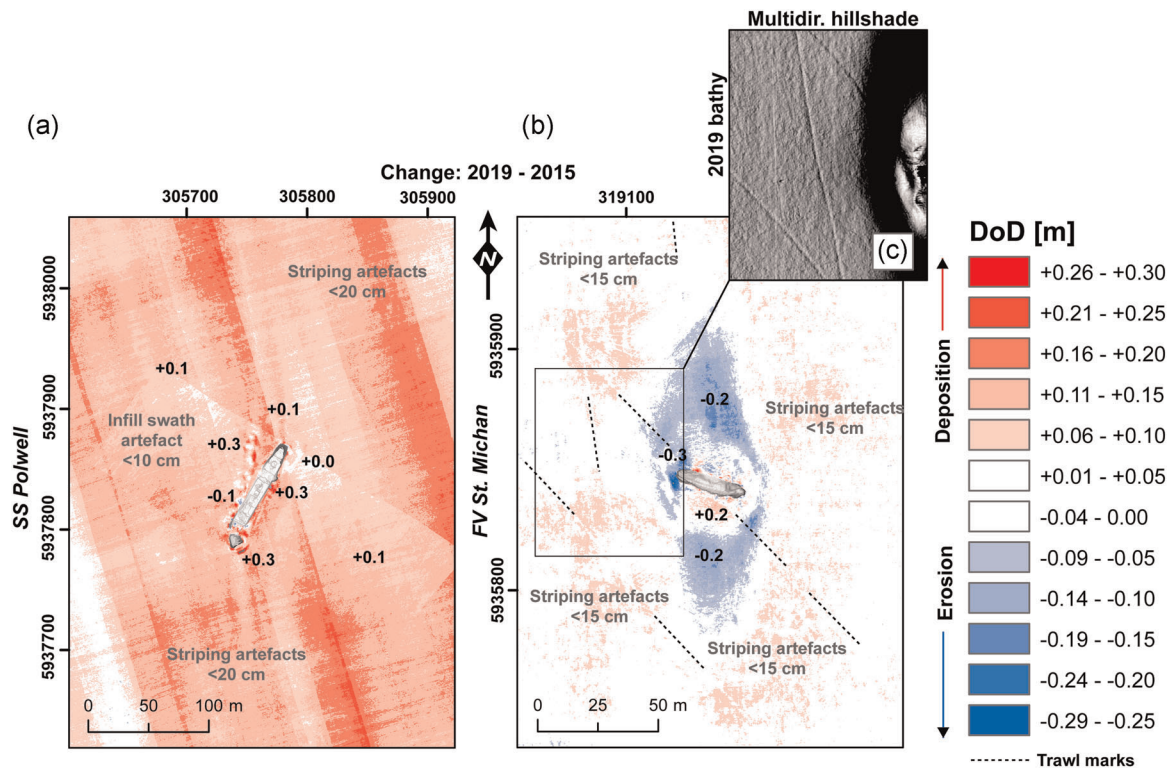 Multidir. hillshade
2019 bathy
(c)
(a)
(b)
Change: 2019 - 2015
305700
305800
305900
N
319100
SS Polwell
5938000
5937900
5937800
5937700
Striping artefacts
<20 cm
+0.1
+0.1
Infill swath
artefact
<10 cm
+0.3
+0.0
-0.1
+0.3
+0.3
+0.1
Striping artefacts
<20 cm
0
50
100 m
FV St. Michan
5935900
5935800
Striping artefacts
<15 cm
-0.2
Striping artefacts
<15 cm
-0.3
+0.2
-0.2
Striping artefacts
<15 cm
Striping artefacts
<15 cm
0
25
50 m
DoD [m]
Deposition
Erosion
+0.26 - +0.30
+0.21 - +0.25
+0.16 - +0.20
+0.11 - +0.15
+0.06 - +0.10
+0.01 - +0.05
-0.04 - 0.00
-0.09 - -0.05
-0.14 - -0.10
-0.19 - -0.15
-0.24 - -0.20
-0.29 - -0.25
Trawl marks